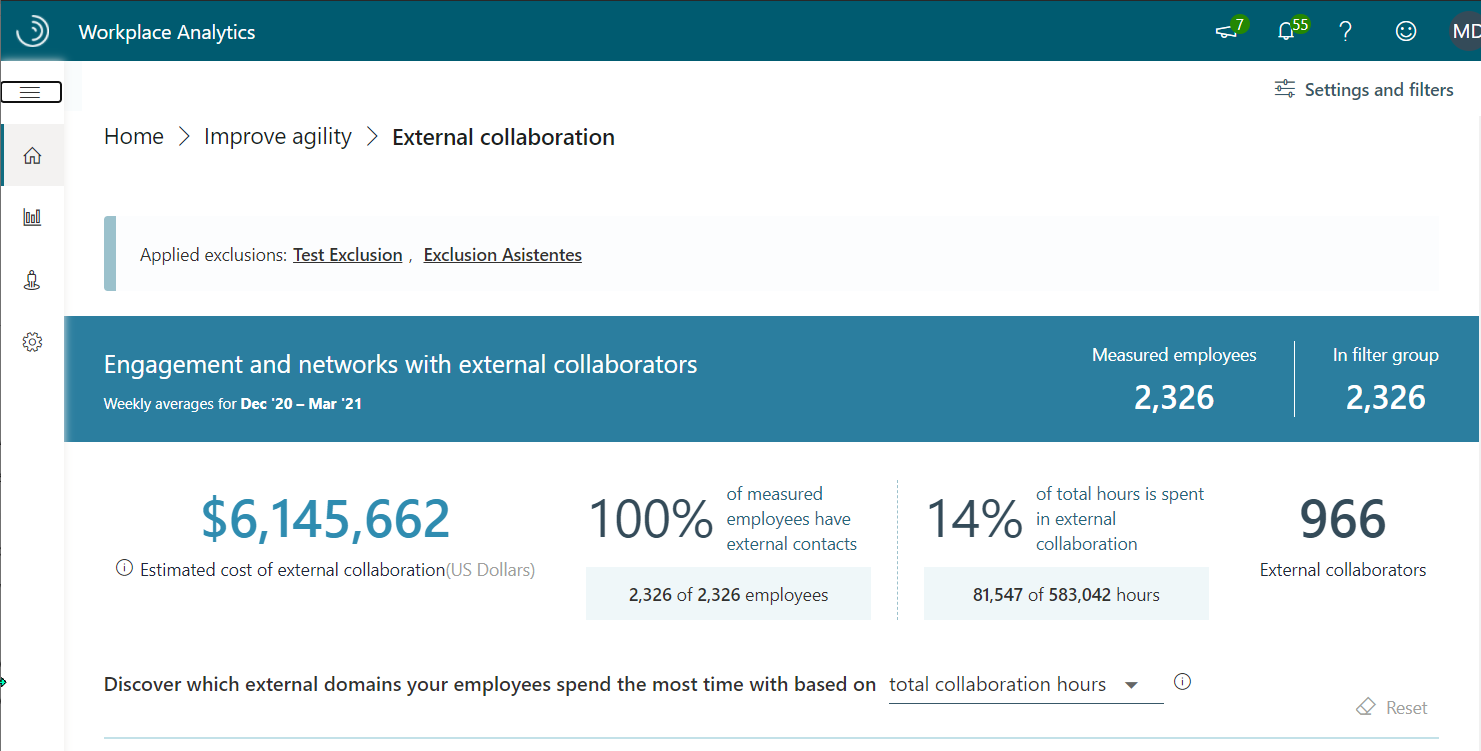 Workplace Analytics
7
55
?
MD
Settings and filters
Home > Improve agility > External collaboration
Applied exclusions: Test Exclusion , Exclusion Asistentes
Engagement and networks with external collaborators
Weekly averages for Dec '20 – Mar '21
Measured employees
2,326
In filter group
2,326
$6,145,662
Estimated cost of external collaboration(US Dollars)
100%
of measured
employees have
external contacts
2,326 of 2,326 employees
14%
of total hours is spent
in external
collaboration
81,547 of 583,042 hours
966
External collaborators
Discover which external domains your employees spend the most time with based on total collaboration hours
Reset